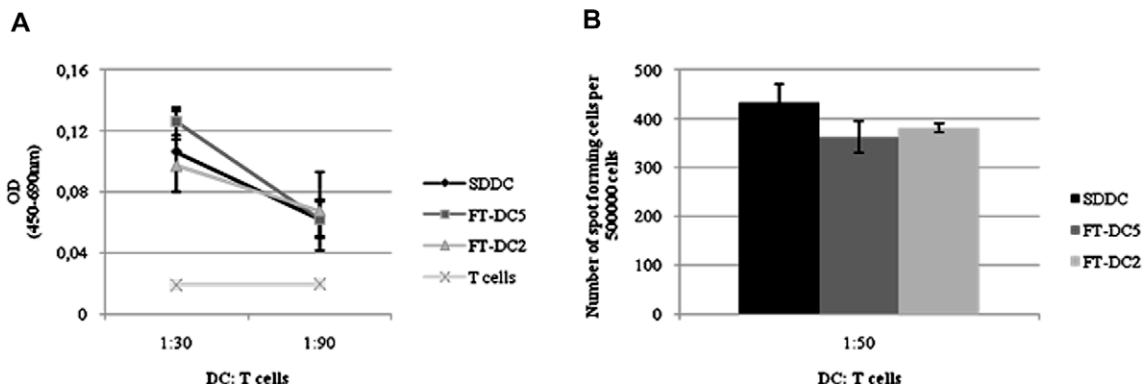 A
0,16
0,12
0,08
0,04
0
OD
(450-690nm)
1:30
1:90
DC: T cells
SDDC
FT-DC5
FT-DC2
T cells
B
500
400
300
200
100
0
Number of spot forming cells per
500000 cells
1:50
DC: T cells
SDDC
FT-DC5
FT-DC2